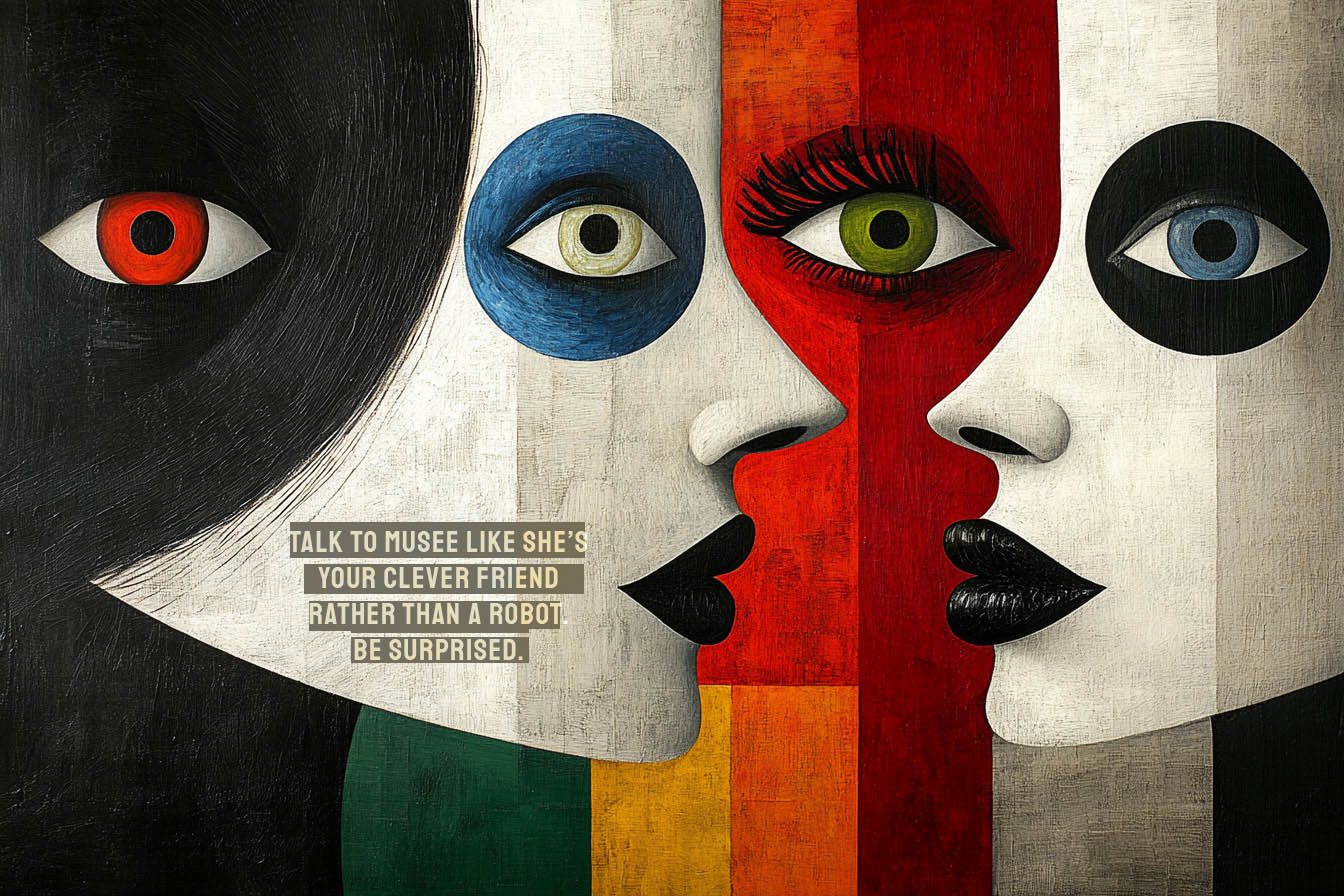 TALK TO MUSEE LIKE SHE'S
YOUR CLEVER FRIEND
RATHER THAN A ROBOT.
BE SURPRISED.